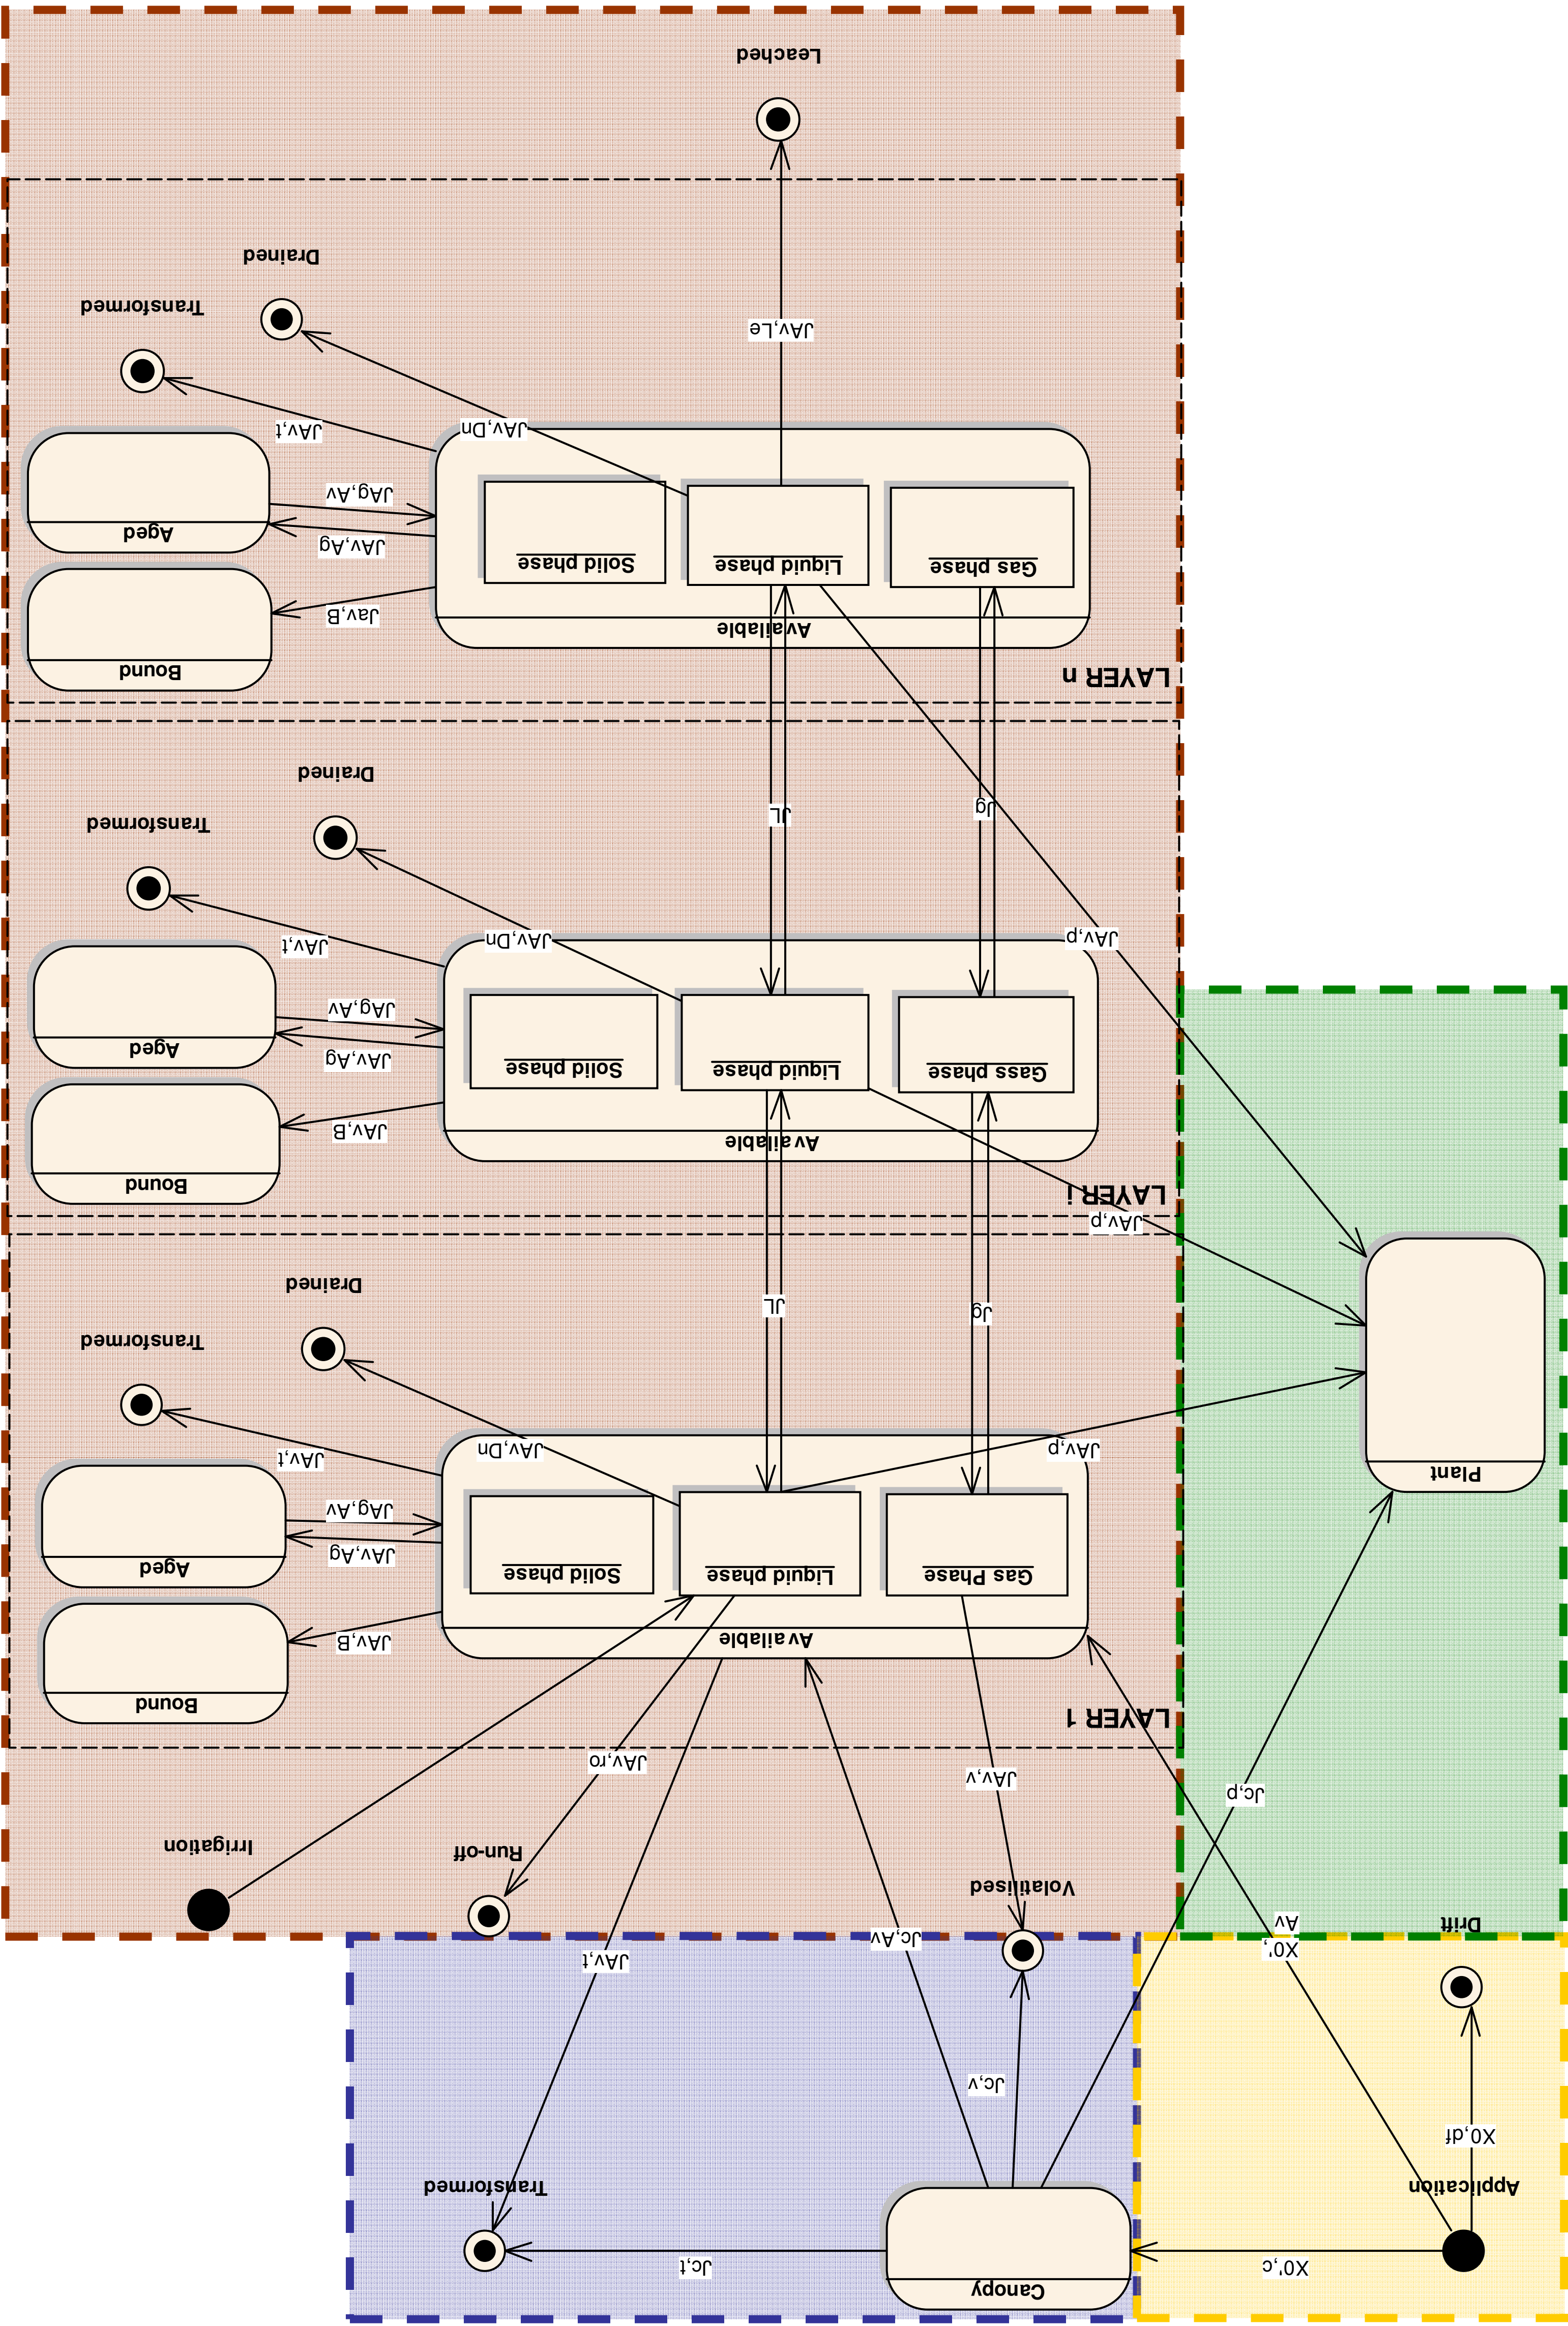 Canopy
X0'c
Jc,t
Application
Transformed
X0,df
Jc,v
JAv,t
X0',
Av
Jc,Av
Drift
Volatilised
Run-off
Irrigation
Jc,p
JAv,v
JAv,ro
LAYER 1
Bound
Available
JAv,B
Gas Phase
Liquid phase
Solid phase
Aged
JAv,Ag
JAg,Av
Plant
JAv,p
JAv,Dn
JAv,t
Transformed
Jg
JL
Drained
JAv,p
LAYER i
Bound
Available
JAv,B
Gass phase
Liquid phase
Solid phase
Aged
JAv,Ag
JAg,Av
JAv,p
JAv,Dn
JAv,t
Transformed
Jg
JL
Drained
LAYER n
Bound
Available
Jav,B
Gas phase
Liquid phase
Solid phase
Aged
JAv,Ag
JAg,Av
JAv,Dn
JAv,t
JAv,Le
Transformed
Drained
Leached